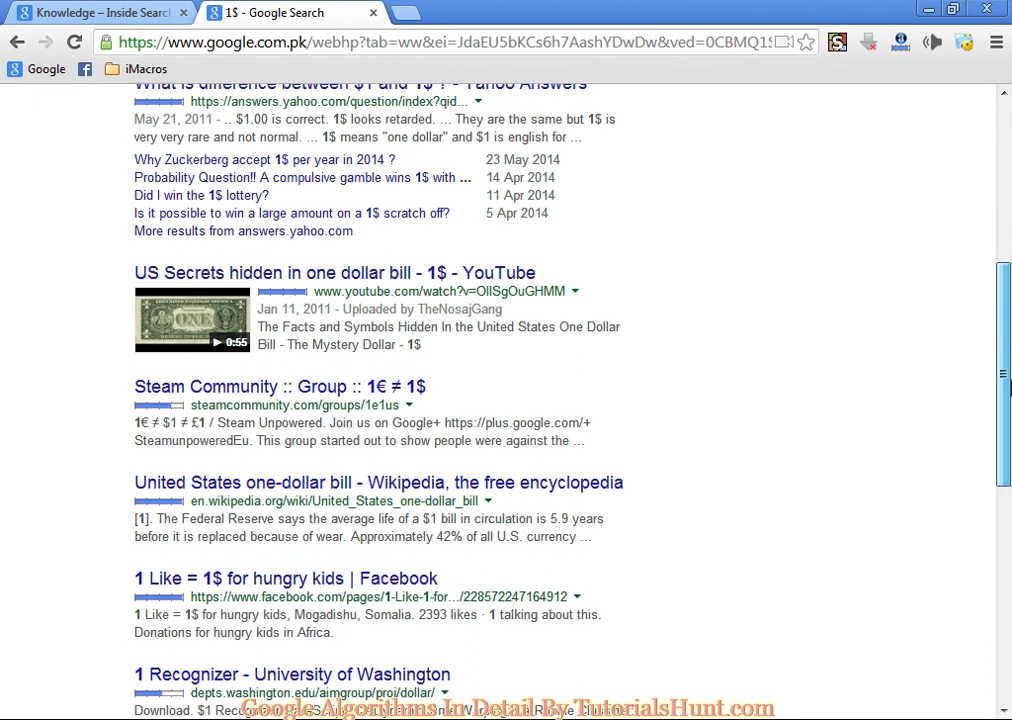 Knowledge – Inside Searc
1$ - Google Search
https://www.google.com.pk/webhp?tab=ww&ei=JdaEU5bKCs6h7AashYDwDw&ved=0CBMQ1S
Google
iMacros
What is difference between $1 and 1$ ? - Yahoo Answers
https://answers.yahoo.com/question/index?qid...
May 21, 2011 - .. $1.00 is correct. 1$ looks retarded. ... They are the same but 1$ is
very very rare and not normal. ... 1$ means "one dollar" and $1 is english for ...
Why Zuckerberg accept 1$ per year in 2014 ? 23 May 2014
Probability Question!! A compulsive gamble wins 1$ with ... 14 Apr 2014
Did I win the 1$ lottery? 11 Apr 2014
Is it possible to win a large amount on a 1$ scratch off? 5 Apr 2014
More results from answers.yahoo.com
US Secrets hidden in one dollar bill - 1$ - YouTube
www.youtube.com/watch?v=OlISgOuGHMM
Jan 11, 2011 - Uploaded by TheNosajGang
The Facts and Symbols Hidden In the United States One Dollar
Bill - The Mystery Dollar - 1$
ONE
0:55
Steam Community :: Group :: 1€ ≠ 1$
steamcommunity.com/groups/1e1us
1€ ≠ $1 ≠ £1 / Steam Unpowered. Join us on Google+ https://plus.google.com/+
SteamunpoweredEu. This group started out to show people were against the ...
United States one-dollar bill - Wikipedia, the free encyclopedia
en.wikipedia.org/wiki/United_States_one-dollar_bill
[1]. The Federal Reserve says the average life of a $1 bill in circulation is 5.9 years
before it is replaced because of wear. Approximately 42% of all U.S. currency ...
1 Like = 1$ for hungry kids | Facebook
https://www.facebook.com/pages/1-Like-1-for.../228572247164912
1 Like = 1$ for hungry kids, Mogadishu, Somalia. 2393 likes · 1 talking about this.
Donations for hungry kids in Africa.
1 Recognizer - University of Washington
depts.washington.edu/aimgroup/proj/dollar/
Download. $1
Google Algorithms In Detail By TutorialsHunt.com